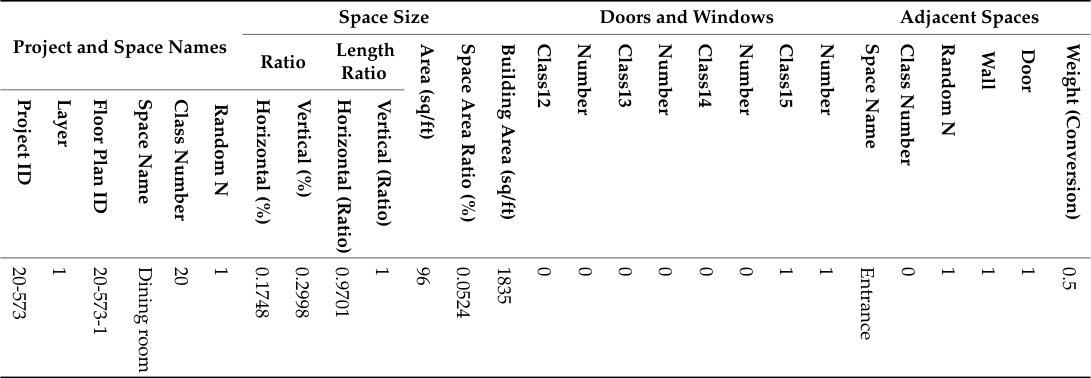 Project and Space Names
Space Size
Doors and Windows
Adjacent Spaces
Ratio
Length
Ratio
Project ID
Layer
Floor Plan ID
Space Name
Class Number
Random N
Horizontal (%)
Vertical (%)
Horizontal (Ratio)
Vertical (Ratio)
Area (sq/ft)
Space Area Ratio (%)
Building Area (sq/ft)
Class12
Number
Class13
Number
Class14
Number
Class15
Number
Space Name
Class Number
Random N
Wall
Door
Weight (Conversion)
20-573
1
20-573-1
Dining room
20
1
0.1748
0.2998
0.9701
1
96
0.0524
1835
0
0
0
0
0
0
1
1
Entrance
0
1
1
1
0.5